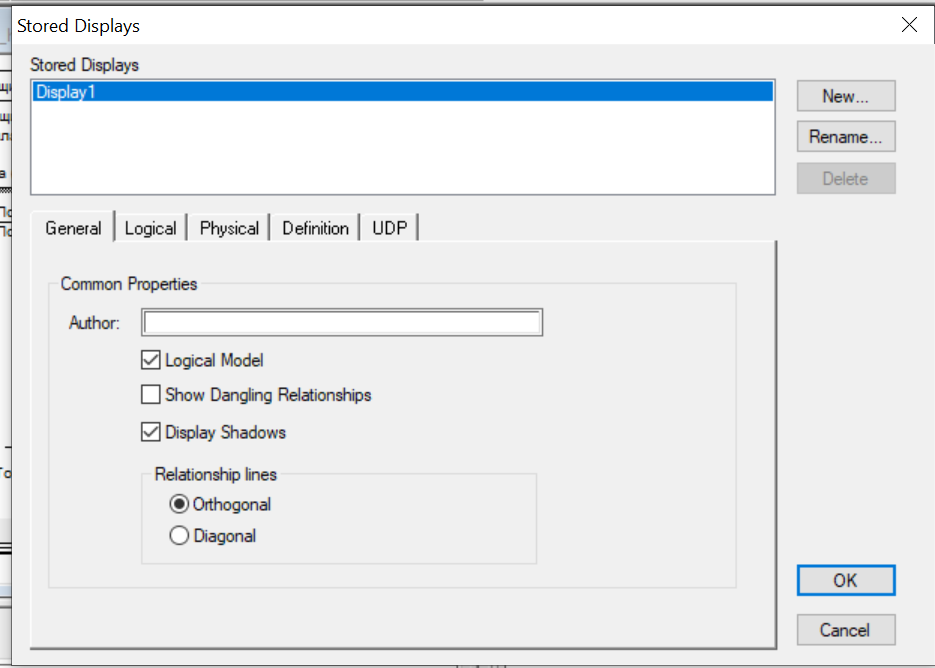 Stored Displays
Stored Displays
Display1
New...
Rename...
Delete
General Logical Physical Definition UDP
Common Properties
Author:
Logical Model
Show Dangling Relationships
Display Shadows
Relationship lines
Orthogonal
Diagonal
OK
Cancel